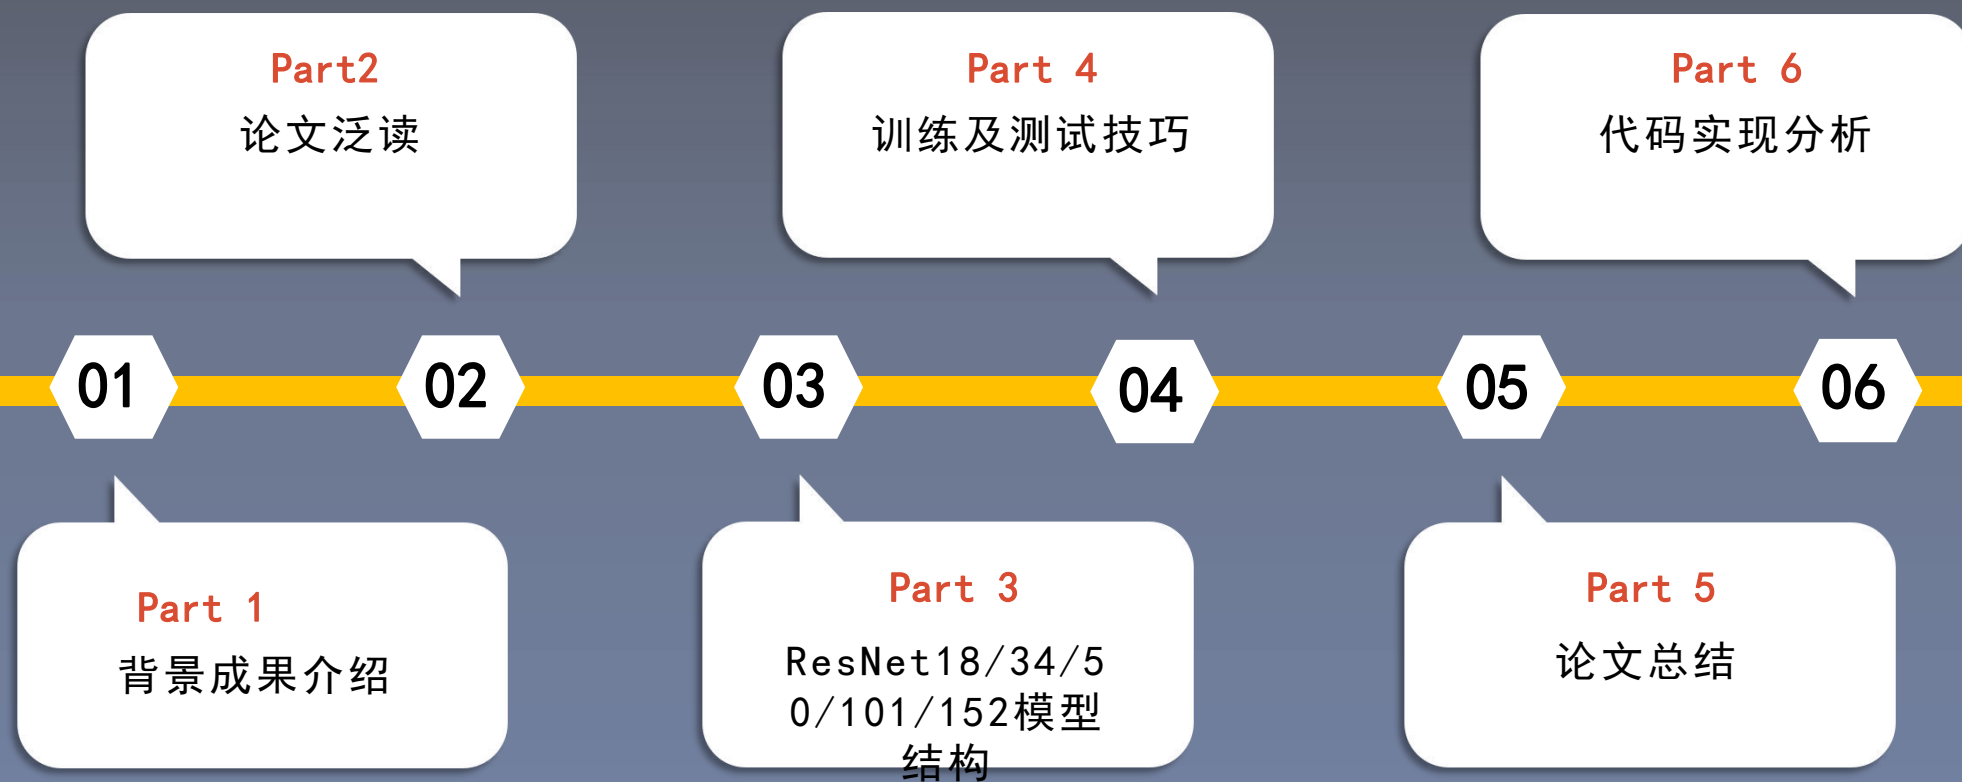 Part2
论文泛读
Part 4
训练及测试技巧
Part 6
代码实现分析
01
02
03
04
05
06
Part 1
背景成果介绍
Part 3
ResNet18/34/5
0/101/152模型
结构
Part 5
论文总结